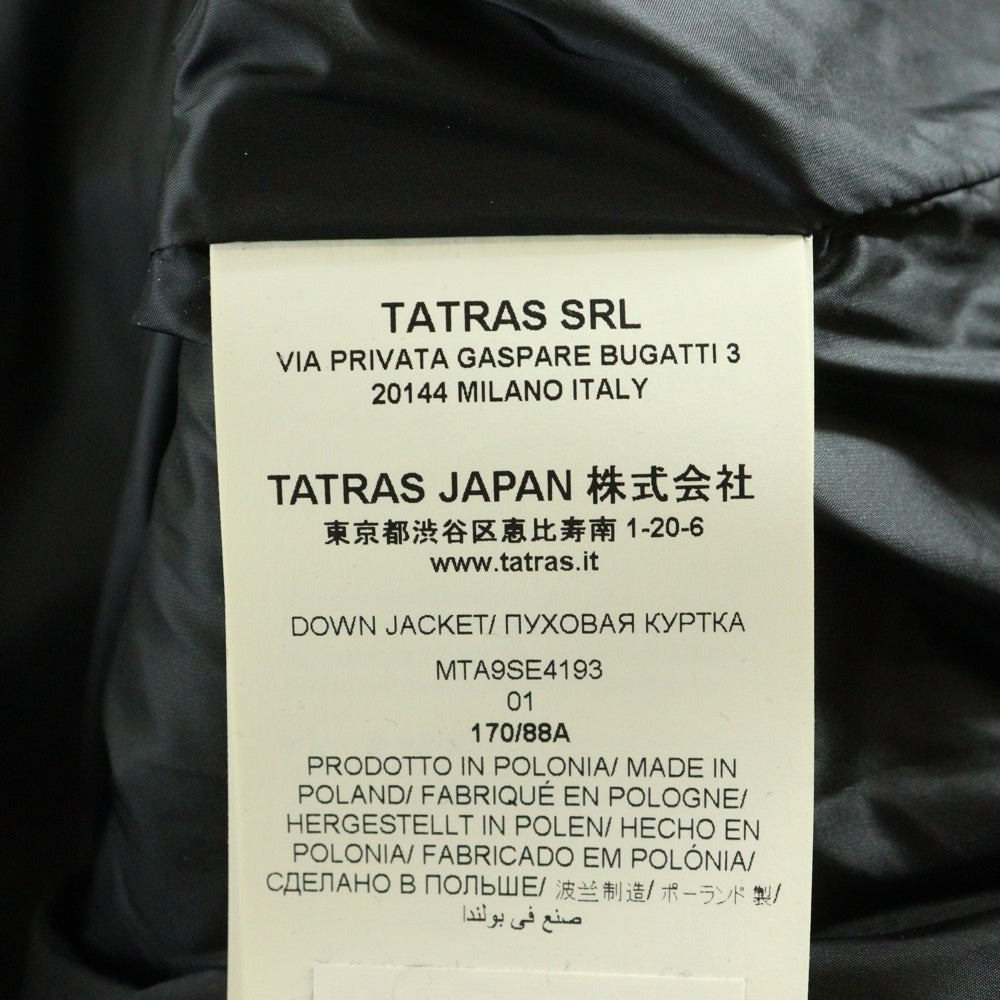 TATRAS SRL
VIA PRIVATA GASPARE BUGATTI 3
20144 MILANO ITALY
TATRAS JAPAN 株式会社
東京都渋谷区恵比寿南 1-20-6
www.tatras.it
DOWN JACKET/ ПУХОВАЯ КУРТКА
MTA9SE4193
01
170/88A
PRODOTTO IN POLONIA/ MADE IN
POLAND/ FABRIQUÉ EN POLOGNE/
HERGESTELLT IN POLEN/ HECHO EN
POLONIA/ FABRICADO EM POLÓNIA/
СДЕЛАНО В ПОЛЬШЕ/ 波兰制造/ ポーランド製/
صنع في بولندا